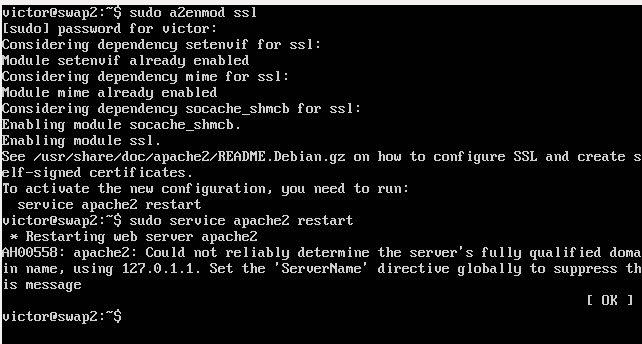 victor@swap2:~$ sudo a2enmod ssl
[sudo] password for victor:
Considering dependency setenvif for ssl:
Module setenvif already enabled
Considering dependency mime for ssl:
Module mime already enabled
Considering dependency socache_shmcb for ssl:
Enabling module socache_shmcb.
Enabling module ssl.
See /usr/share/doc/apache2/README.Debian.gz on how to configure SSL and create s
elf-signed certificates.
To activate the new configuration, you need to run:
  service apache2 restart
victor@swap2:~$ sudo service apache2 restart
 * Restarting web server apache2
AH00558: apache2: Could not reliably determine the server's fully qualified doma
in name, using 127.0.1.1. Set the 'ServerName' directive globally to suppress th
is message
[ OK ]
victor@swap2:~$